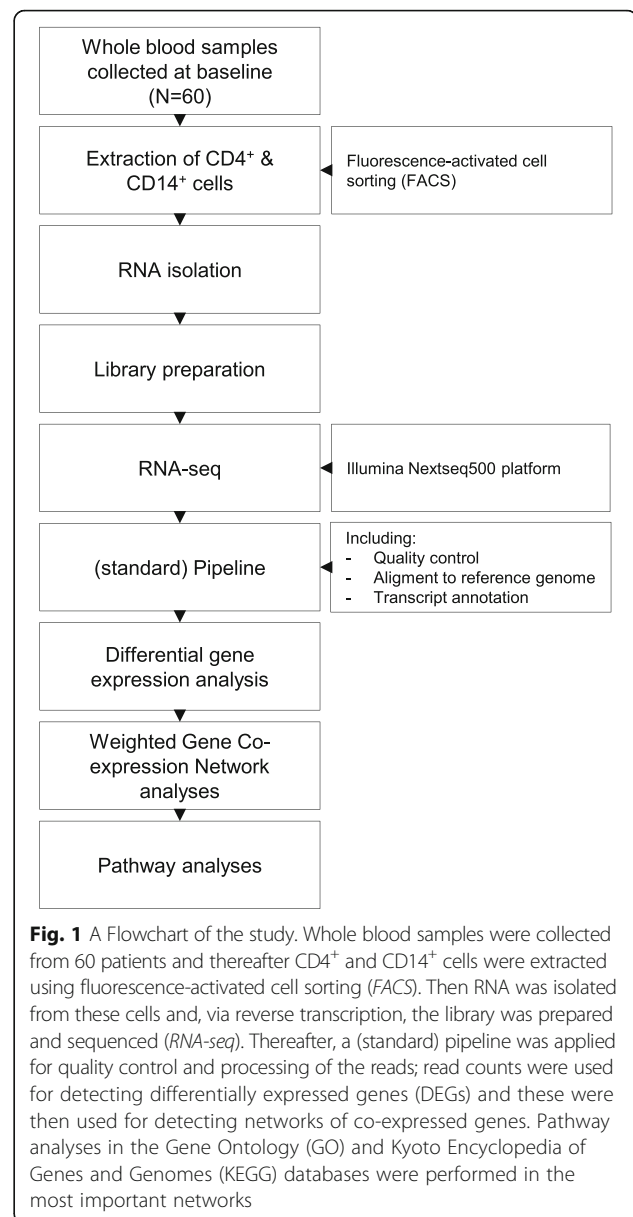 Whole blood samples
collected at baseline
(N=60)
Extraction of CD4⁺ &
CD14⁺ cells
Fluorescence-activated cell
sorting (FACS)
RNA isolation
Library preparation
RNA-seq
Illumina Nextseq500 platform
(standard) Pipeline
Including:
- Quality control
- Aligment to reference genome
- Transcript annotation
Differential gene
expression analysis
Weighted Gene Co-
expression Network
analyses
Pathway analyses
Fig. 1 A Flowchart of the study. Whole blood samples were collected
from 60 patients and thereafter CD4⁺ and CD14⁺ cells were extracted
using fluorescence-activated cell sorting (FACS). Then RNA was isolated
from these cells and, via reverse transcription, the library was prepared
and sequenced (RNA-seq). Thereafter, a (standard) pipeline was applied
for quality control and processing of the reads; read counts were used
for detecting differentially expressed genes (DEGs) and these were
then used for detecting networks of co-expressed genes. Pathway
analyses in the Gene Ontology (GO) and Kyoto Encyclopedia of
Genes and Genomes (KEGG) databases were performed in the
most important networks